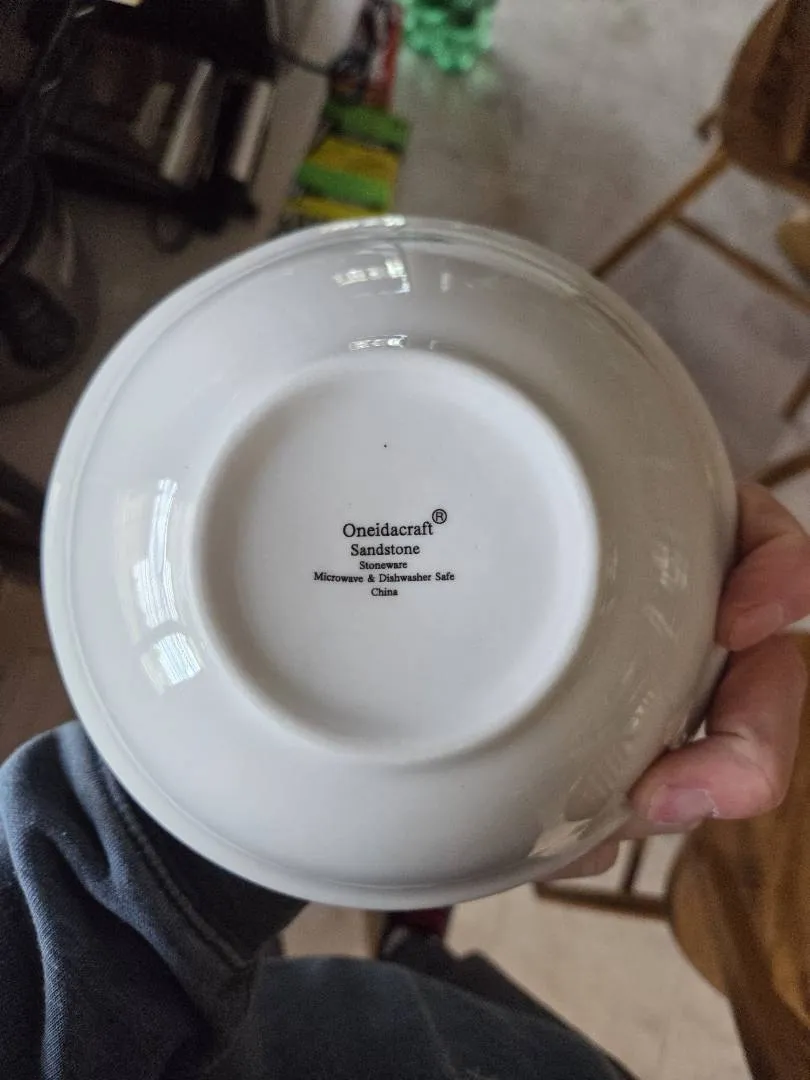 Oneidacraft®
Sandstone
Stoneware
Microwave & Dishwasher Safe
China